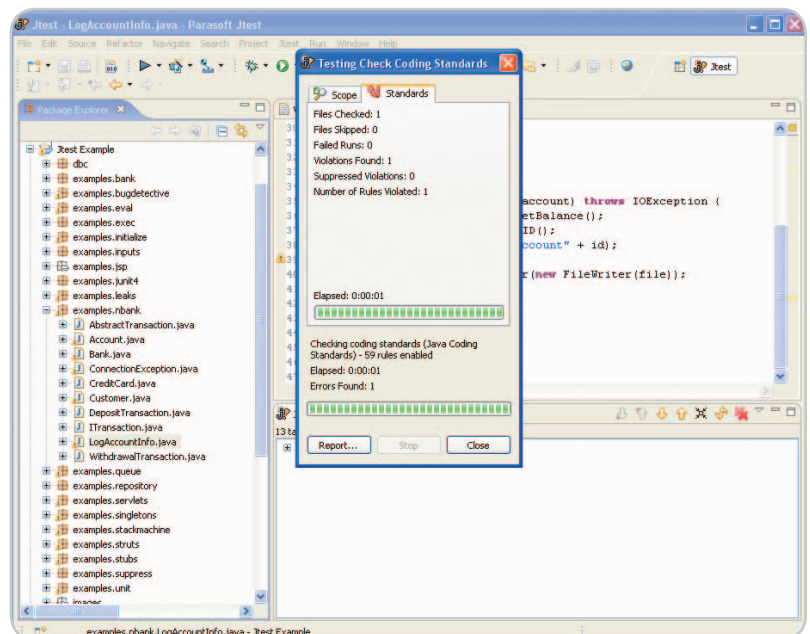 Jtest - LogAccountInfo.java - Parasoft Jtest
File Edit Source Refactor Navigate Search Project Jtest Run Window Help
Jtest
Package Explorer
Jtest Example
dbc
examples.bank
examples.bugdetective
examples.eval
examples.exec
examples.initialize
examples.inputs
examples.jsp
examples.junit4
examples.leaks
examples.nbank
AbstractTransaction.java
Account.java
Bank.java
ConnectionException.java
CreditCard.java
Customer.java
DepositTransaction.java
ITransaction.java
LogAccountInfo.java
WithdrawalTransaction.java
examples.queue
examples.repository
examples.servlets
examples.singletons
examples.stackmachine
examples.struts
examples.stubs
examples.suppress
examples.unit
images
Testing Check Coding Standards
Scope Standards
Files Checked: 1
Files Skipped: 0
Failed Runs: 0
Violations Found: 1
Suppressed Violations: 0
Number of Rules Violated: 1
Elapsed: 0:00:01
Checking coding standards (Java Coding
Standards) - 59 rules enabled
Elapsed: 0:00:01
Errors Found: 1
Report... Stop Close
account) throws IOException {
etBalance();
ID();
ccount" + id);
r(new FileWriter(file));
13 ta
examples.nbank.LogAccountInfo.java - Jtest Example